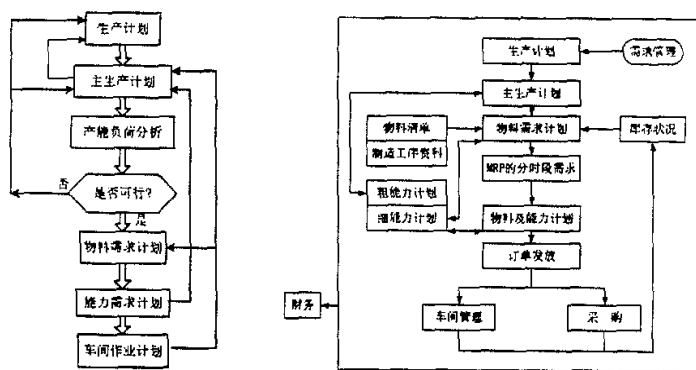 生产计划
主生产计划
产能负荷分析
否
是否可行?
是
物料需求计划
能力需求计划
车间作业计划
生产计划
需求管理
主生产计划
物料清单
物料需求计划
库存状况
制造工序资料
MRP的分时段需求
粗能力计划
细能力计划
物料及能力计划
订单发放
财务
车间管理
采 购